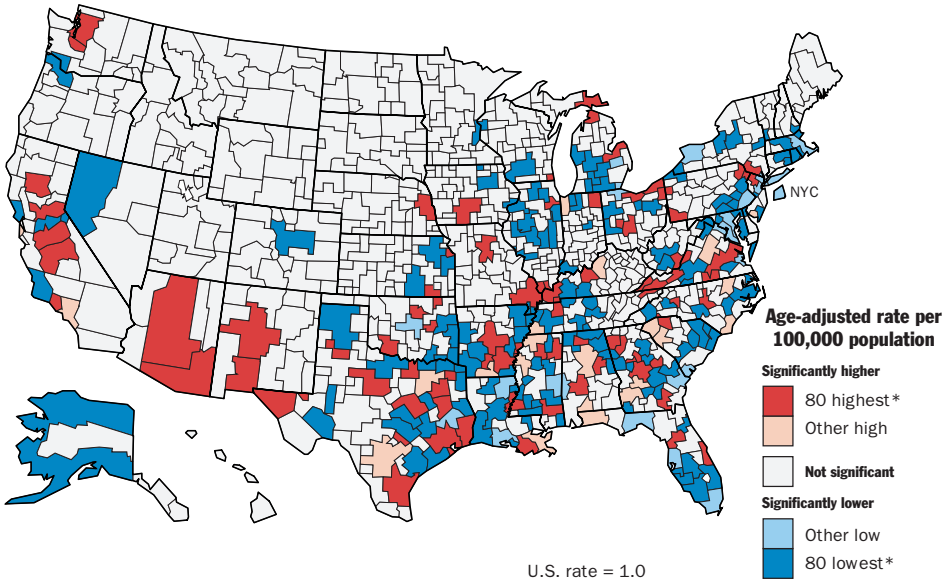 NYC
Age-adjusted rate per
100,000 population
Significantly higher
80 highest*
Other high
Not significant
Significantly lower
Other low
80 lowest*
U.S. rate = 1.0